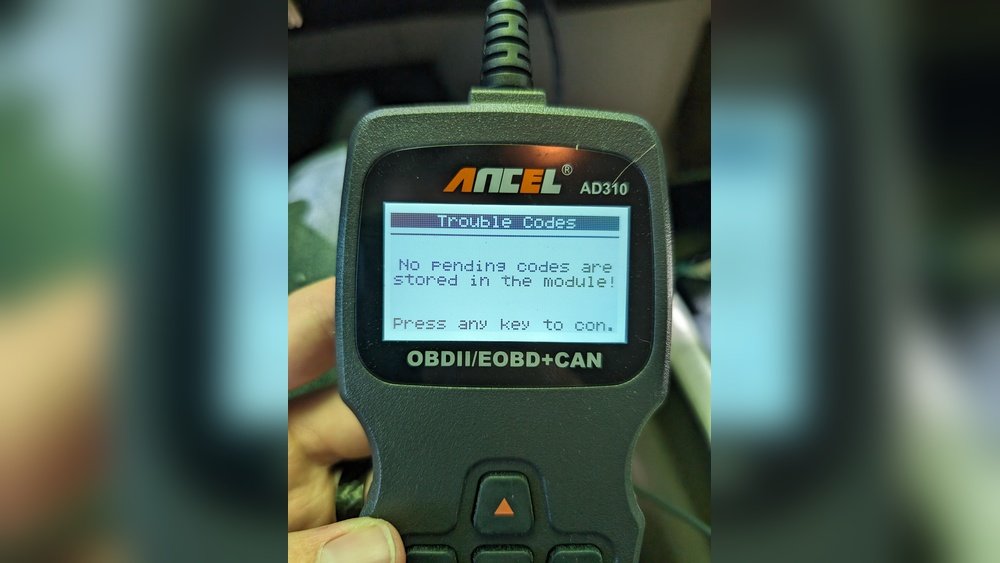 ANCEL®
AD310
Trouble Codes
No pending codes are
stored in the module!
Press any key to con.
OBDII/EOBD+CAN